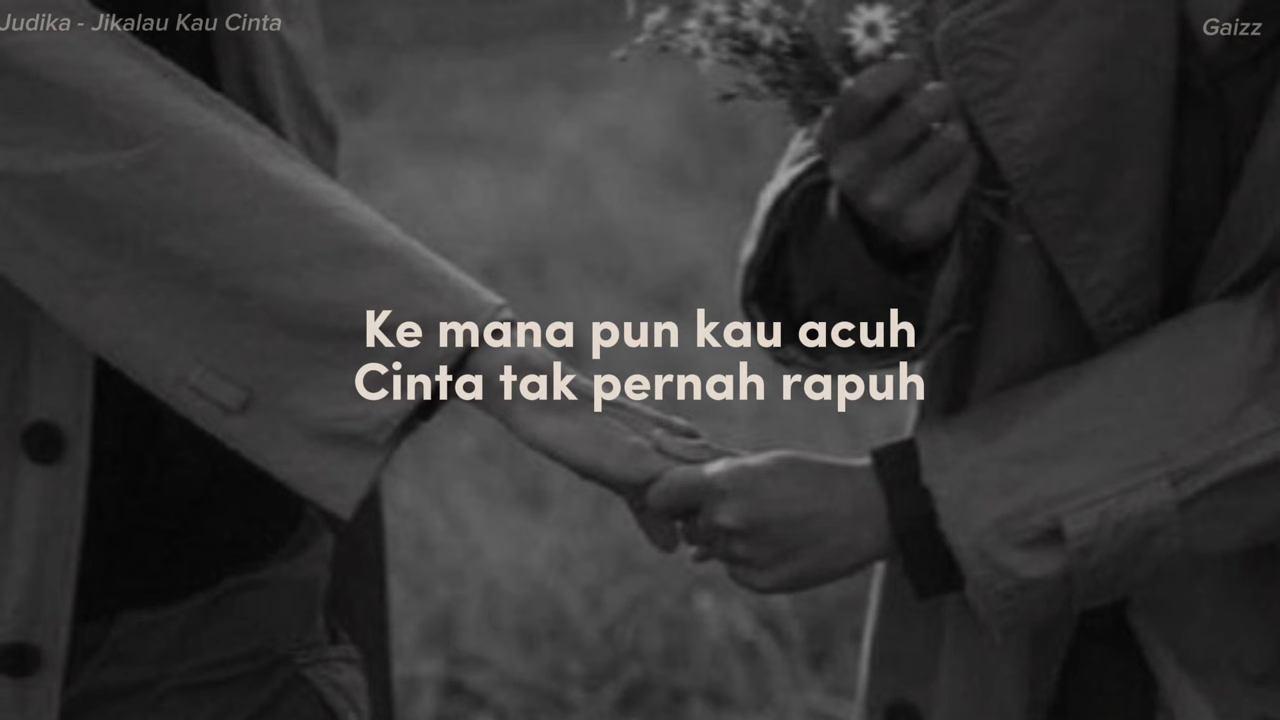 Judika - Jikalau Kau Cinta
Gaizz
Ke mana pun kau acuh
Cinta tak pernah rapuh